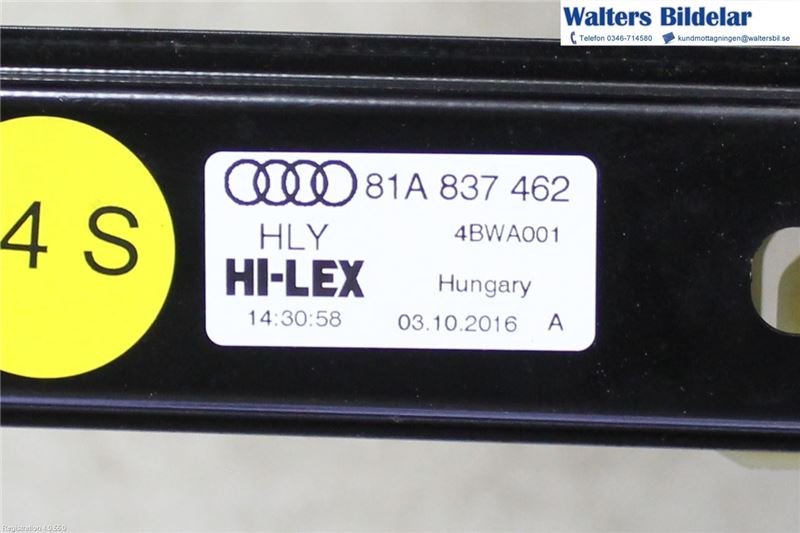 Walters Bildelar
Telefon 0346-714580 kundmottagningen@waltersbil.se
4 S
81A 837 462
HLY 4BWA001
HI-LEX Hungary
14:30:58 03.10.2016 A